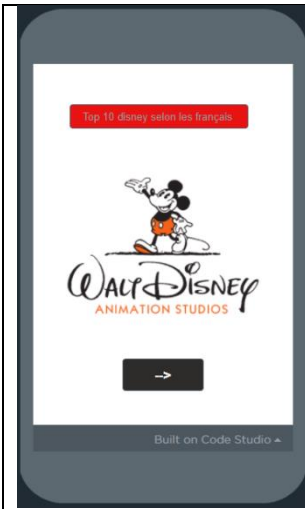 Top 10 disney selon les français
WALT DISNEY
ANIMATION STUDIOS
-->
Built on Code Studio ▲